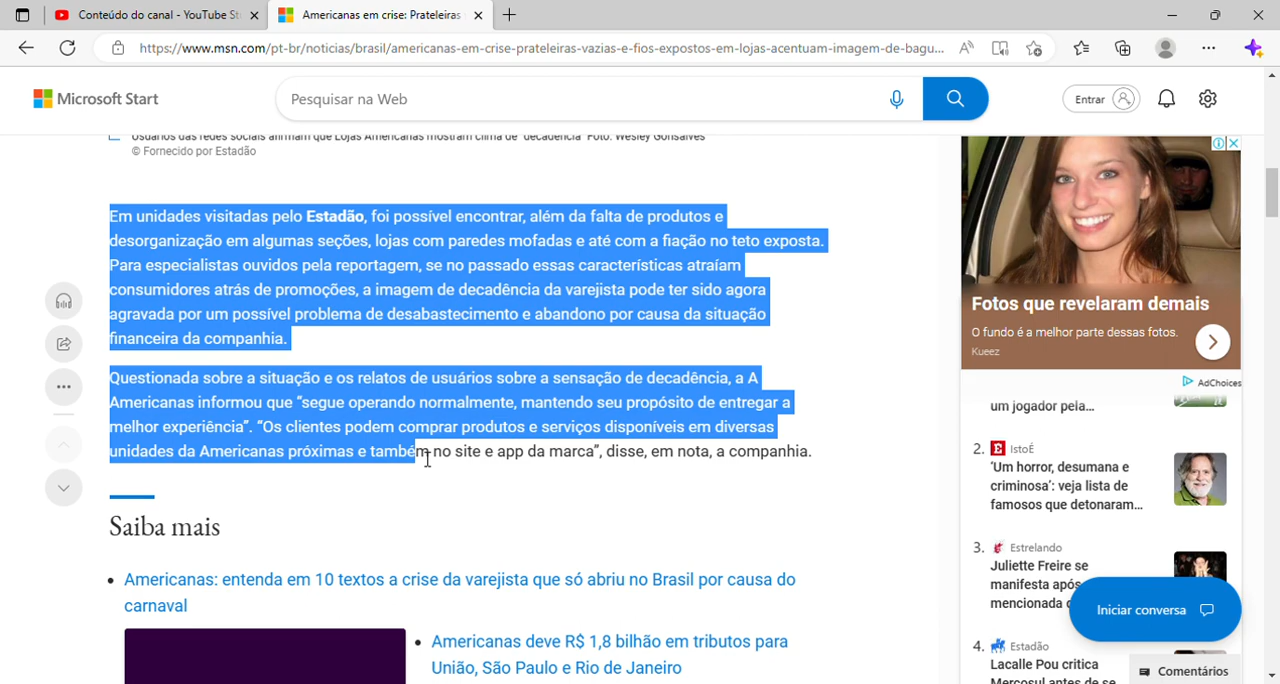 Conteúdo do canal - YouTube St
Americanas em crise: Prateleiras
https://www.msn.com/pt-br/noticias/brasil/americanas-em-crise-prateleiras-vazias-e-fios-expostos-em-lojas-acentuam-imagem-de-bagu...
Microsoft Start
Pesquisar na Web
Entrar
Usuários das redes sociais afirmam que Lojas Americanas mostram clima de "decadência" Foto: Wesley Gonsalves
© Fornecido por Estadão
Em unidades visitadas pelo Estadão, foi possível encontrar, além da falta de produtos e
desorganização em algumas seções, lojas com paredes mofadas e até com a fiação no teto exposta.
Para especialistas ouvidos pela reportagem, se no passado essas características atraíam
consumidores atrás de promoções, a imagem de decadência da varejista pode ter sido agora
agravada por um possível problema de desabastecimento e abandono por causa da situação
financeira da companhia.
Questionada sobre a situação e os relatos de usuários sobre a sensação de decadência, a A
Americanas informou que “segue operando normalmente, mantendo seu propósito de entregar a
melhor experiência”. “Os clientes podem comprar produtos e serviços disponíveis em diversas
unidades da Americanas próximas e também no site e app da marca”, disse, em nota, a companhia.
Saiba mais
• Americanas: entenda em 10 textos a crise da varejista que só abriu no Brasil por causa do
carnaval
• Americanas deve R$ 1,8 bilhão em tributos para
União, São Paulo e Rio de Janeiro
Fotos que revelaram demais
O fundo é a melhor parte dessas fotos.
Kueez
AdChoices
um jogador pela...
2. IstoÉ
'Um horror, desumana e
criminosa': veja lista de
famosos que detonaram...
3. Estrelando
Juliette Freire se
manifesta após
mencionada
Iniciar conversa
4. Estadão
Lacalle Pou critica
Mercosul antes de se
Comentários